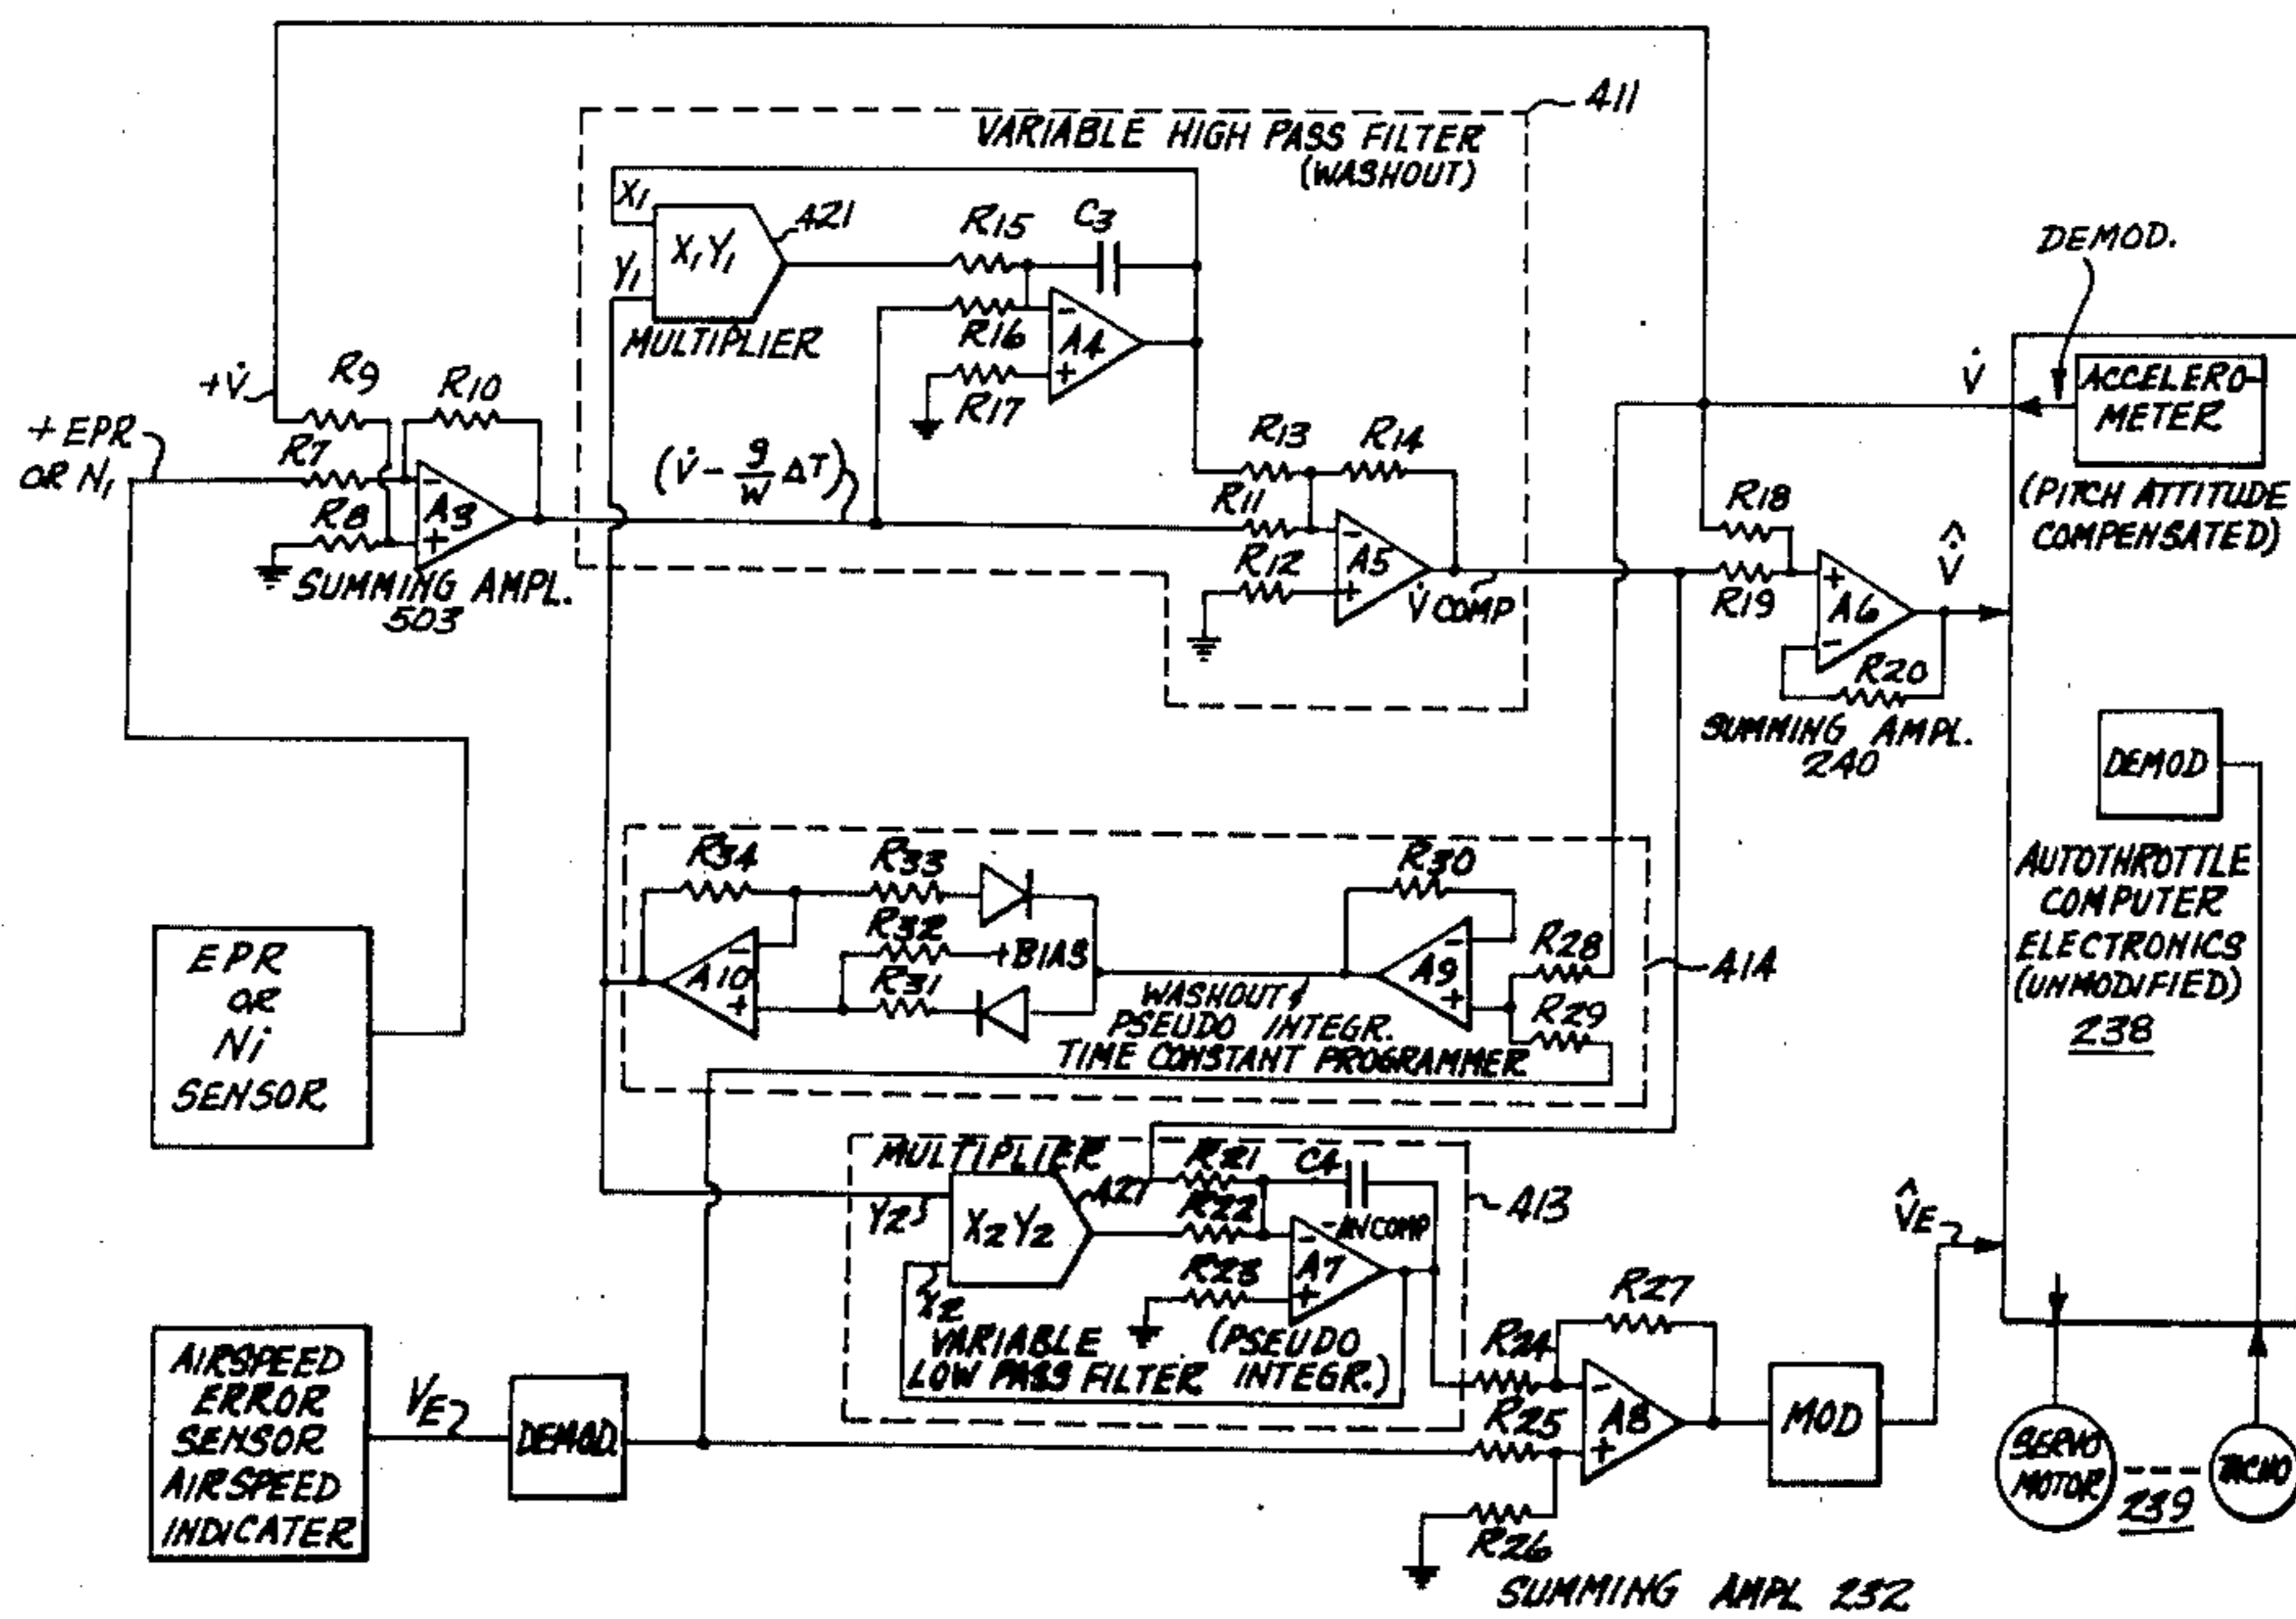 411
VARIABLE HIGH PASS FILTER
(WASHOUT)
X1
Y1
X1Y1
421
MULTIPLIER
R15
C3
R16
A4
-
+
R17
DEMOD.
V̇
ACCELERO-
METER
(PITCH ATTITUDE
COMPENSATED)
+V̇
R9
R10
+EPR
OR N1
R7
R8
A3
-
+
SUMMING AMPL.
503
(V̇ - g/W ΔT)
R13
R14
R11
R12
A5
-
+
V̇ COMP
R18
R19
A6
+
-
R20
V̇̂
SUMMING AMPL.
240
DEMOD
AUTOTHROTTLE
COMPUTER
ELECTRONICS
(UNMODIFIED)
238
R34
R33
R32
+BIAS
R31
A10
-
+
R30
A9
-
+
R28
R29
414
WASHOUT &
PSEUDO INTEGR.
TIME CONSTANT PROGRAMMER
EPR
OR
Ni
SENSOR
MULTIPLIER
427
Y2
X2Y2
X2
R21
C4
R22
-ΔV COMP
R23
A7
-
+
413
VARIABLE (PSEUDO
LOW PASS FILTER INTEGR.)
AIRSPEED
ERROR
SENSOR
AIRSPEED
INDICATER
VE
DEMOD.
R24
R25
R26
R27
A8
-
+
SUMMING AMPL 232
MOD
V̂E
SERVO
MOTOR
239
TACHO